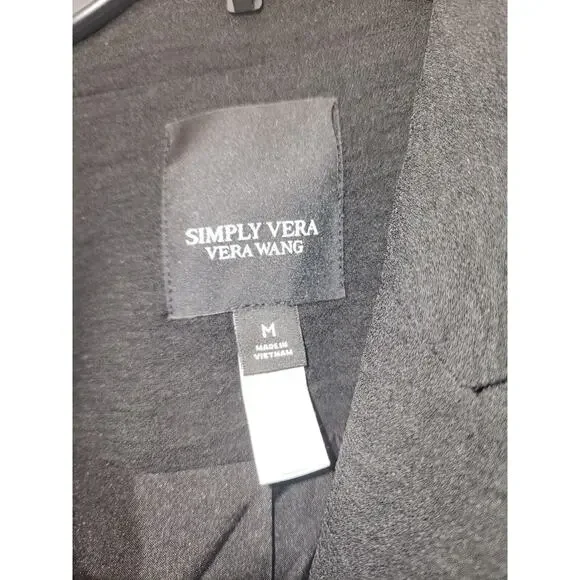 SIMPLY VERA
VERA WANG
M
MADE IN
VIETNAM